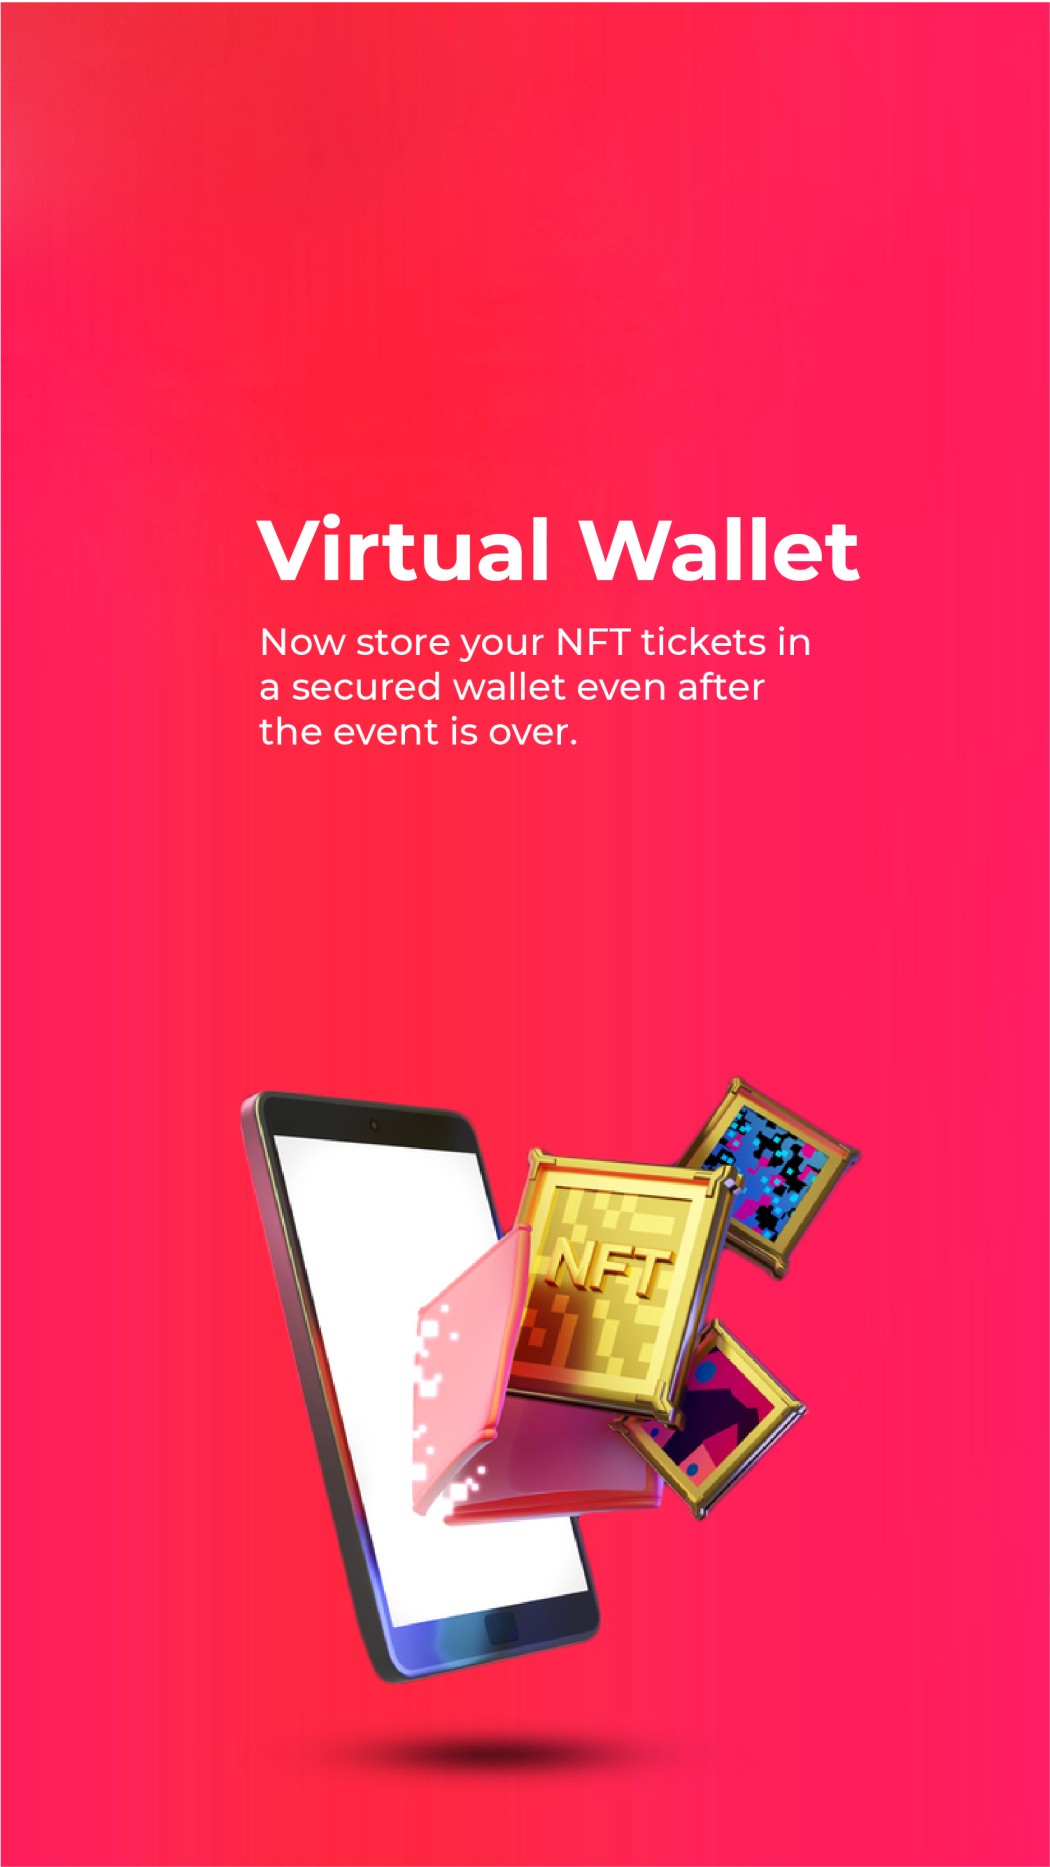 Virtual Wallet
Now store your NFT tickets in
a secured wallet even after
the event is over.
NFT